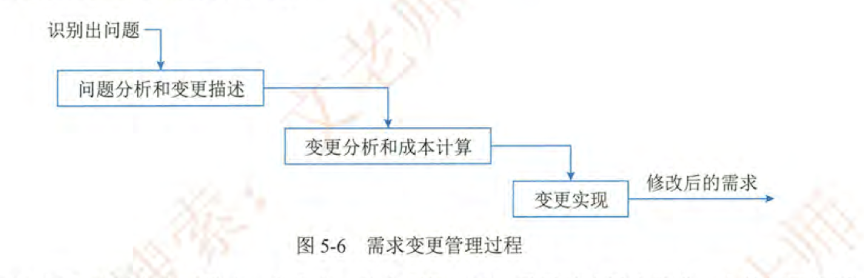 识别出问题
问题分析和变更描述
变更分析和成本计算
变更实现
修改后的需求
图 5-6 需求变更管理过程